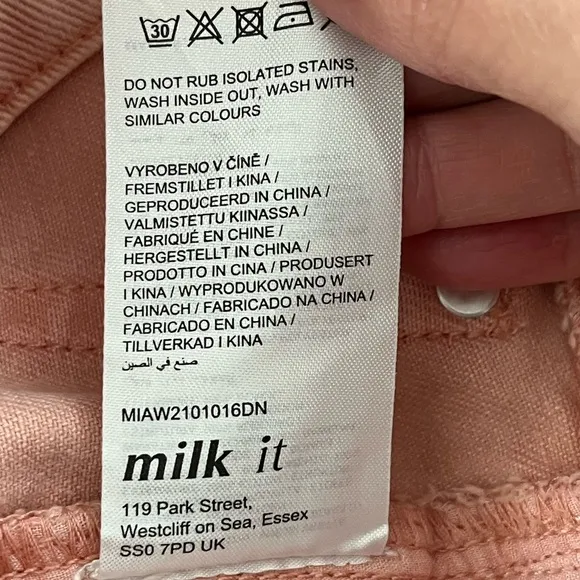 30
DO NOT RUB ISOLATED STAINS,
WASH INSIDE OUT, WASH WITH
SIMILAR COLOURS
VYROBENO V ČÍNĚ /
FREMSTILLET I KINA /
GEPRODUCEERD IN CHINA /
VALMISTETTU KIINASSA /
FABRIQUÉ EN CHINE /
HERGESTELLT IN CHINA /
PRODOTTO IN CINA / PRODUSERT
I KINA / WYPRODUKOWANO W
CHINACH / FABRICADO NA CHINA /
FABRICADO EN CHINA /
TILLVERKAD I KINA
صنع في الصين
MIAW2101016DN
milk it
119 Park Street,
Westcliff on Sea, Essex
SS0 7PD UK